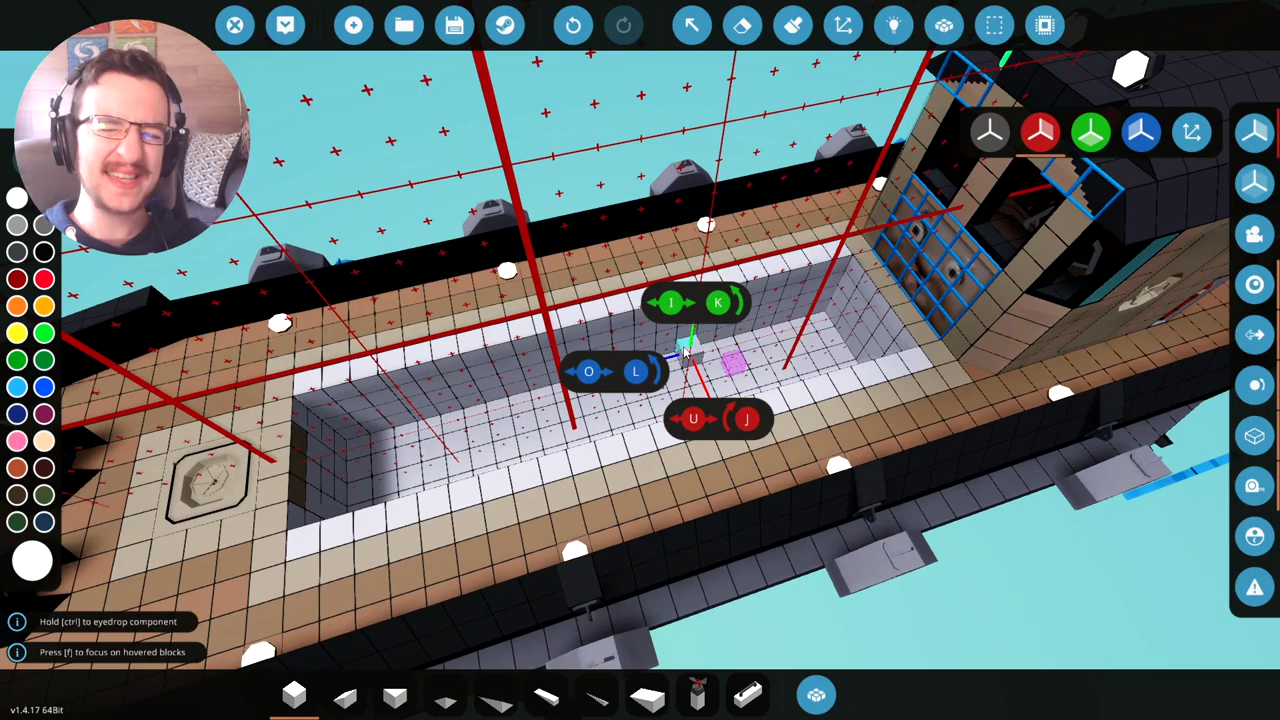 I K
O L
U J
Hold [ctrl] to eyedrop component
Press [f] to focus on hovered blocks
v1.4.17 64Bit